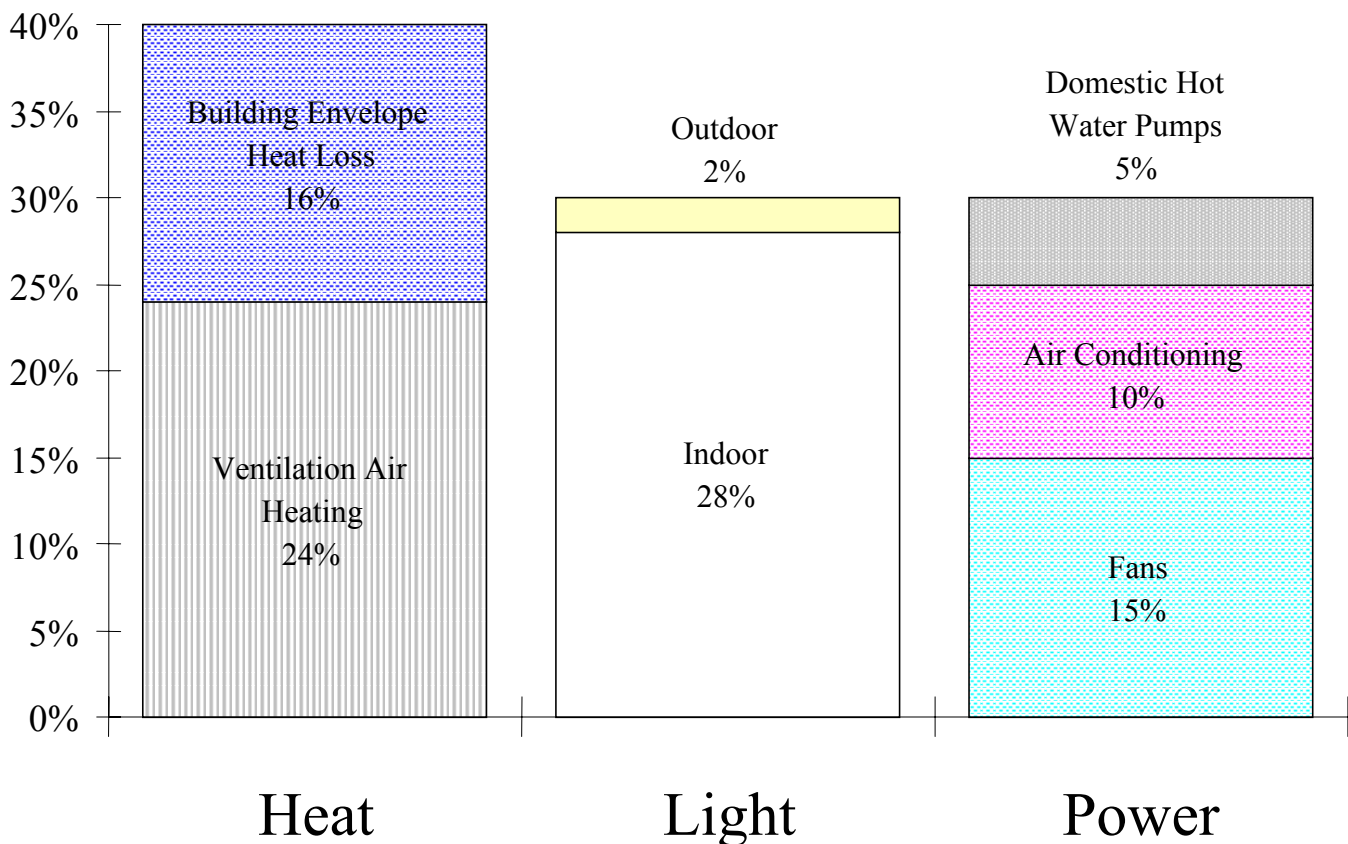 40%
35%
30%
25%
20%
15%
10%
5%
0%
Building Envelope
Heat Loss
16%
Ventilation Air
Heating
24%
Outdoor
2%
Indoor
28%
Domestic Hot
Water Pumps
5%
Air Conditioning
10%
Fans
15%
Heat
Light
Power